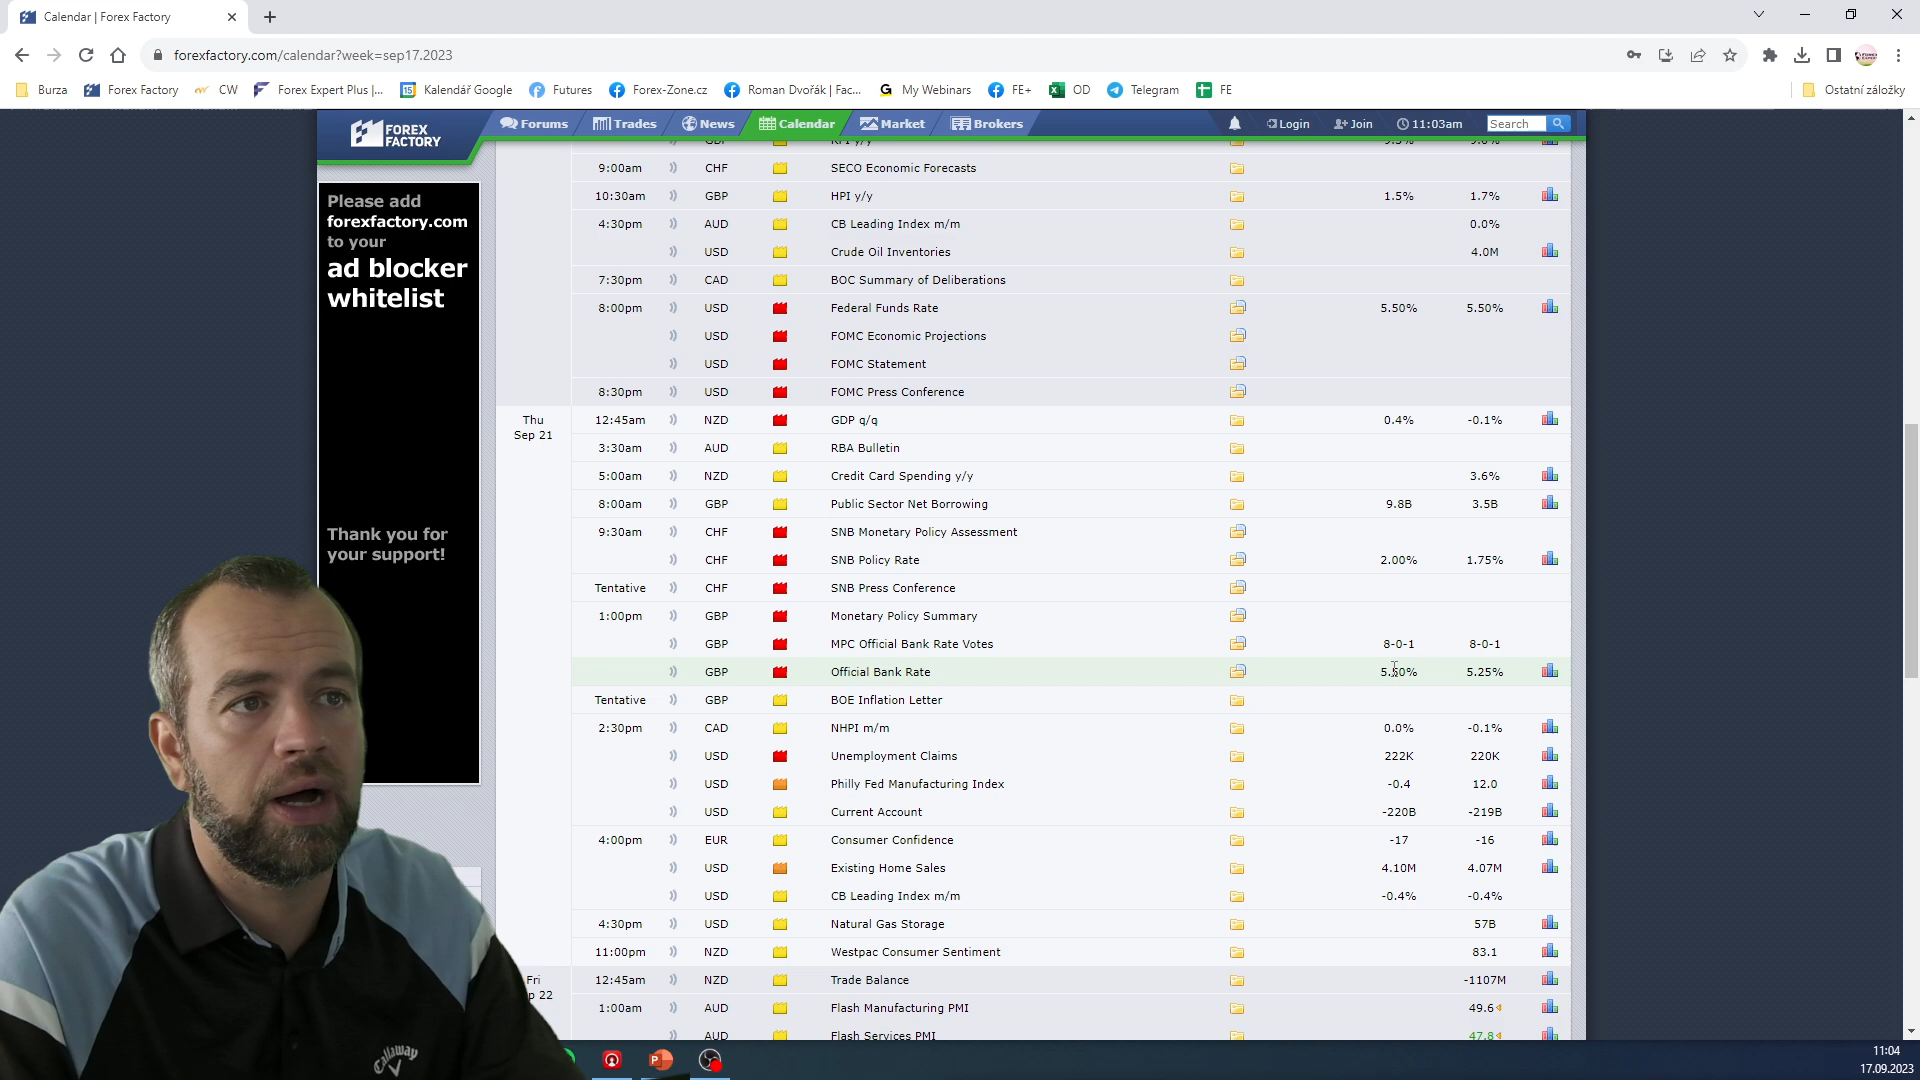 Calendar | Forex Factory
forexfactory.com/calendar?week=sep17.2023
Burza Forex Factory CW Forex Expert Plus |... Kalendář Google Futures Forex-Zone.cz Roman Dvořák | Fac... My Webinars FE+ OD Telegram FE Ostatní záložky
FOREX FACTORY Forums Trades News Calendar Market Brokers Login Join 11:03am Search
Please add
forexfactory.com
to your
ad blocker
whitelist
Thank you for
your support!
9:00am CHF SECO Economic Forecasts
10:30am GBP HPI y/y 1.5% 1.7%
4:30pm AUD CB Leading Index m/m 0.0%
USD Crude Oil Inventories 4.0M
7:30pm CAD BOC Summary of Deliberations
8:00pm USD Federal Funds Rate 5.50% 5.50%
USD FOMC Economic Projections
USD FOMC Statement
8:30pm USD FOMC Press Conference
Thu Sep 21 12:45am NZD GDP q/q 0.4% -0.1%
3:30am AUD RBA Bulletin
5:00am NZD Credit Card Spending y/y 3.6%
8:00am GBP Public Sector Net Borrowing 9.8B 3.5B
9:30am CHF SNB Monetary Policy Assessment
CHF SNB Policy Rate 2.00% 1.75%
Tentative CHF SNB Press Conference
1:00pm GBP Monetary Policy Summary
GBP MPC Official Bank Rate Votes 8-0-1 8-0-1
GBP Official Bank Rate 5.50% 5.25%
Tentative GBP BOE Inflation Letter
2:30pm CAD NHPI m/m 0.0% -0.1%
USD Unemployment Claims 222K 220K
USD Philly Fed Manufacturing Index -0.4 12.0
USD Current Account -220B -219B
4:00pm EUR Consumer Confidence -17 -16
USD Existing Home Sales 4.10M 4.07M
USD CB Leading Index m/m -0.4% -0.4%
4:30pm USD Natural Gas Storage 57B
11:00pm NZD Westpac Consumer Sentiment 83.1
Fri 22 12:45am NZD Trade Balance -1107M
1:00am AUD Flash Manufacturing PMI 49.6
AUD Flash Services PMI 47.8
Callaway
11:04
17.09.2023